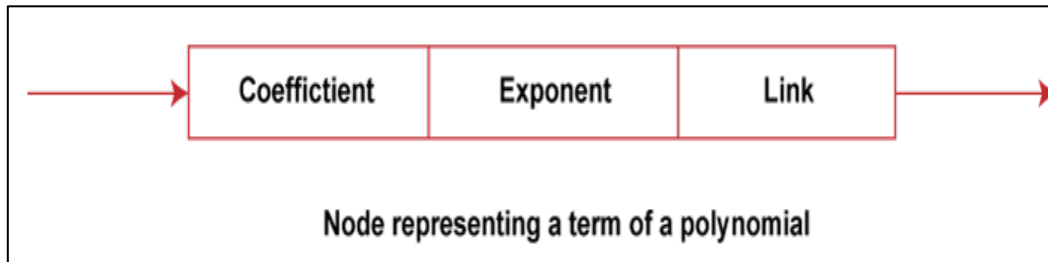 Coeffictient Exponent Link
Node representing a term of a polynomial